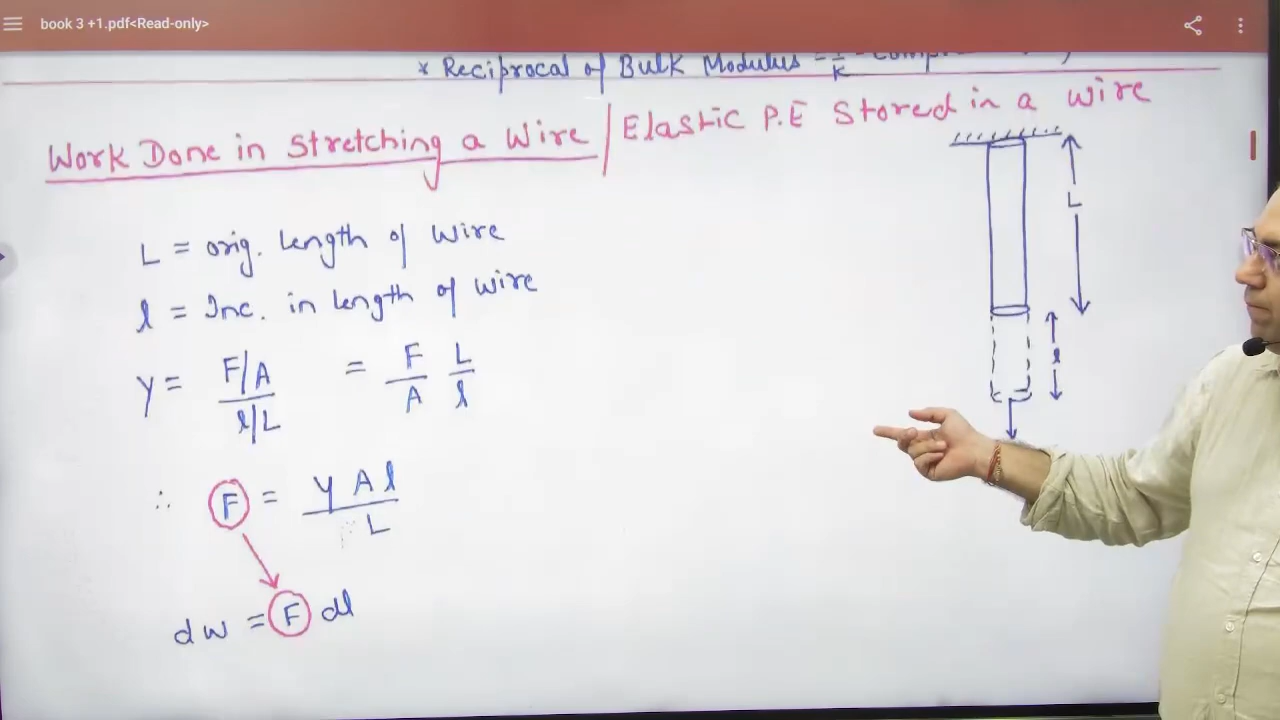 book 3 +1.pdf<Read-only>
* Reciprocal of Bulk Modulus = 1/K
Work Done in Stretching a Wire | Elastic P.E Stored in a Wire
L = orig. length of wire
l = Inc. in length of wire
Y = F/A / l/L = F/A L/l
∴ F = Y A l / L
dw = F dl
L
l